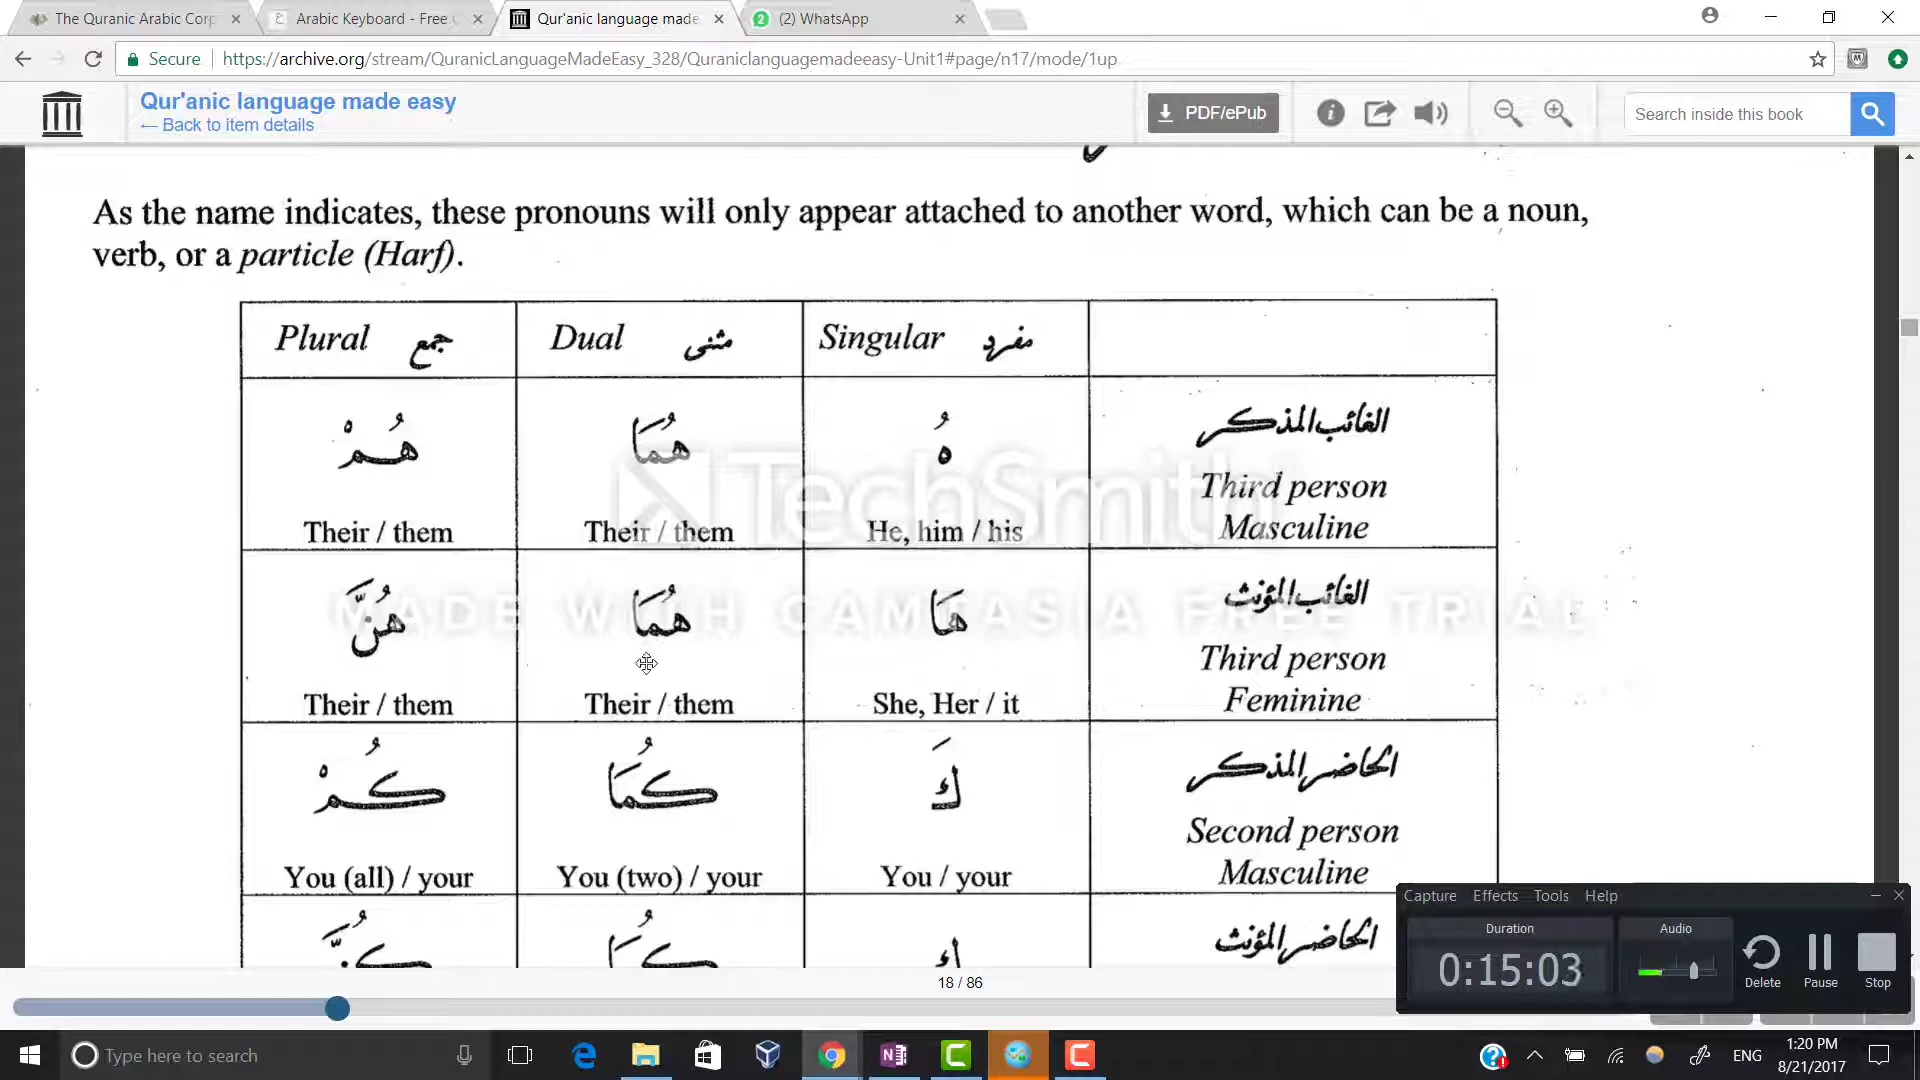 The Quranic Arabic Corp
Arabic Keyboard - Free
Qur'anic language made
(2) WhatsApp
Secure
https://archive.org/stream/QuranicLanguageMadeEasy_328/Quraniclanguagemadeeasy-Unit1#page/n17/mode/1up
Qur'anic language made easy
← Back to item details
PDF/ePub
Search inside this book
As the name indicates, these pronouns will only appear attached to another word, which can be a noun,
verb, or a particle (Harf).
Plural جمع Dual مثنى Singular مفرد
هُمْ هُمَا هُ الغائب المذكر
Third person
Their / them Their / them He, him / his Masculine
هُنَّ هُمَا هَا الغائب المؤنث
Third person
Their / them Their / them She, Her / it Feminine
كُمْ كُمَا كَ الحاضر المذكر
Second person
You (all) / your You (two) / your You / your Masculine
الحاضر المؤنث
TechSmith
MADE WITH CAMTASIA FREE TRIAL
Capture Effects Tools Help
Duration Audio
0:15:03
Delete Pause Stop
18 / 86
Type here to search
ENG
1:20 PM
8/21/2017